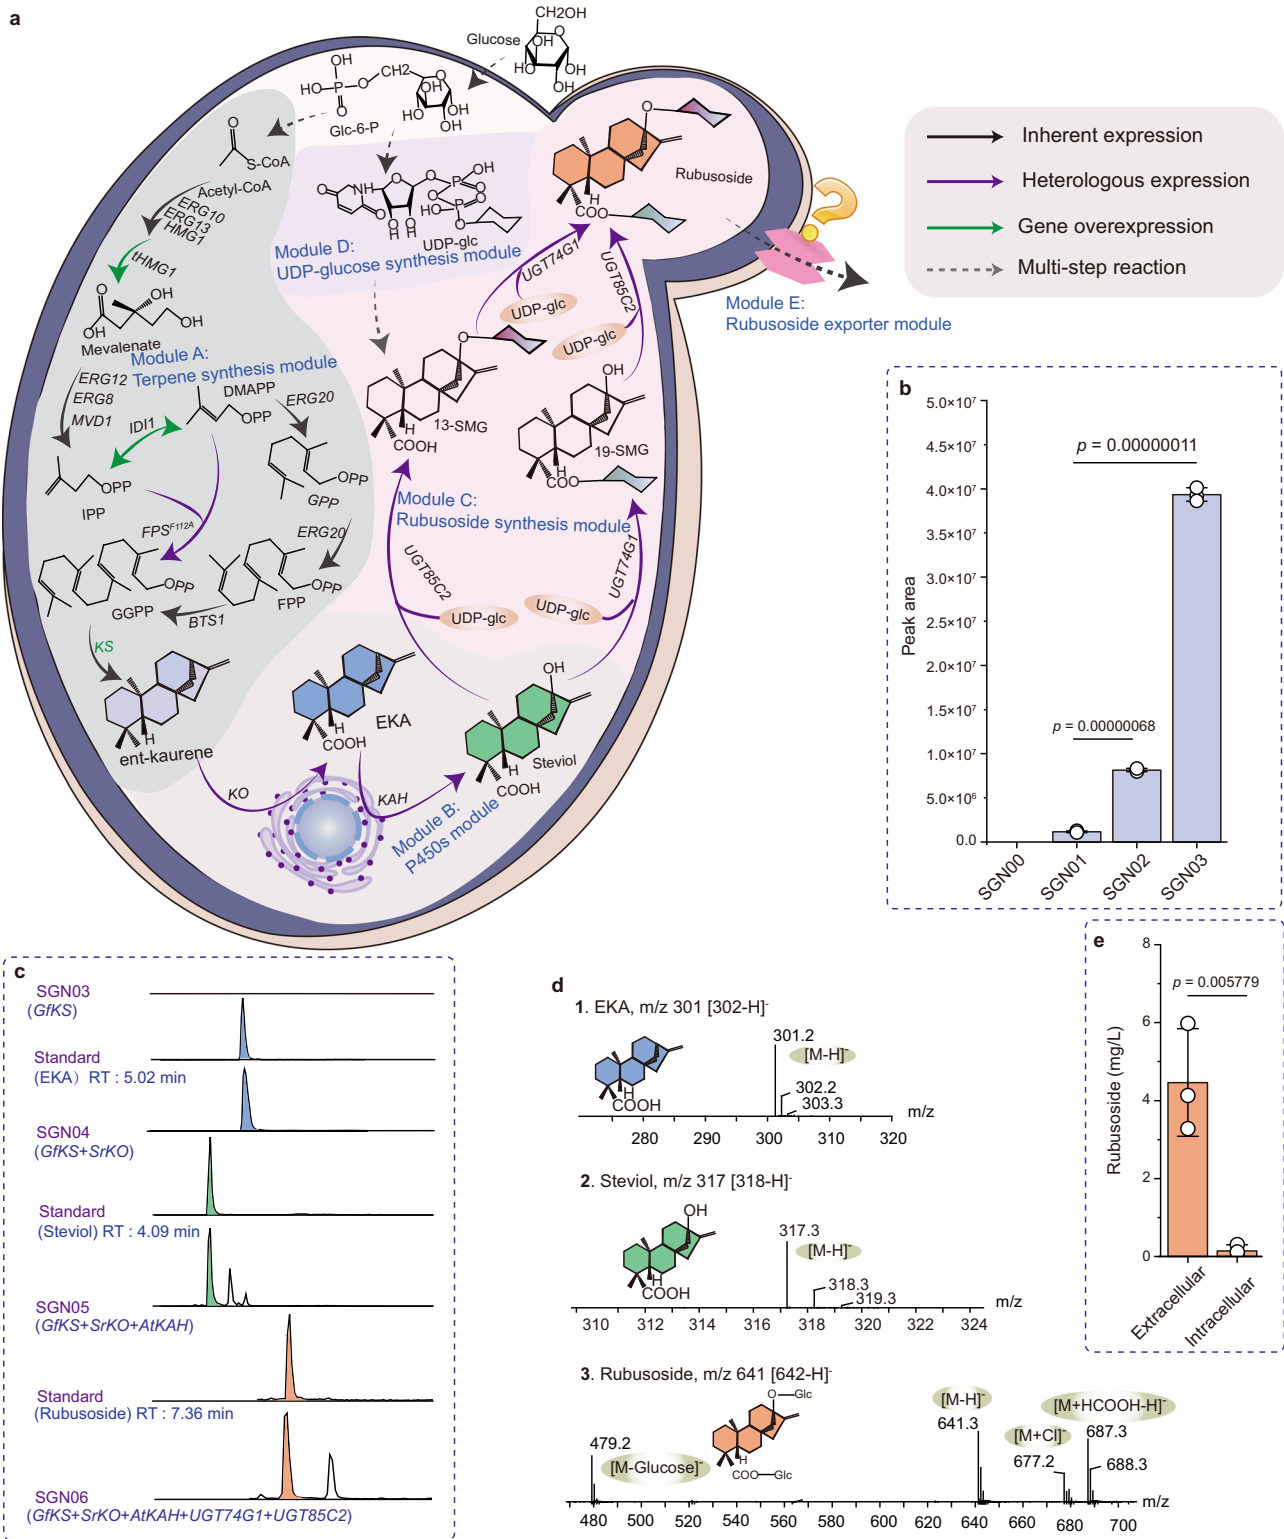 a
CH2OH
Glucose
OH
HO
OH
OH
OH
HO-P-O
CH2
O
OH
HO
OH
OH
Glc-6-P
O
S-CoA
Acetyl-CoA
ERG10
ERG13
HMG1
tHMG1
O
OH
OH
OH
Mevalenate
Module A:
Terpene synthesis module
ERG12
ERG8
MVD1
IDI1
DMAPP
OPP
ERG20
OPP
IPP
OPP
GPP
FPS^F112A
ERG20
OPP
GGPP
OPP
FPP
BTS1
KS
H
ent-kaurene
NH
O
O
OH
HO
OH
UDP-glc
Module D:
UDP-glucose synthesis module
O
Rubusoside
H
COO
UGT74G1
UGT85C2
UDP-glc
UDP-glc
O
H
COOH
13-SMG
OH
19-SMG
H
COO
Module C:
Rubusoside synthesis module
UGT85C2
UGT74G1
UDP-glc
UDP-glc
EKA
H
COOH
OH
Steviol
H
COOH
KO
KAH
Module B:
P450s module
?
Module E:
Rubusoside exporter module
Inherent expression
Heterologous expression
Gene overexpression
Multi-step reaction
b
Peak area
5.0×10⁷
4.5×10⁷
4.0×10⁷
3.5×10⁷
3.0×10⁷
2.5×10⁷
2.0×10⁷
1.5×10⁷
1.0×10⁷
5.0×10⁶
0.0
p = 0.00000011
p = 0.00000068
SGN00
SGN01
SGN02
SGN03
c
SGN03
(GfKS)
Standard
(EKA) RT : 5.02 min
SGN04
(GfKS+SrKO)
Standard
(Steviol) RT : 4.09 min
SGN05
(GfKS+SrKO+AtKAH)
Standard
(Rubusoside) RT : 7.36 min
SGN06
(GfKS+SrKO+AtKAH+UGT74G1+UGT85C2)
d
1. EKA, m/z 301 [302-H]⁻
301.2
[M-H]⁻
302.2
303.3
H
COOH
m/z
280 290 300 310 320
2. Steviol, m/z 317 [318-H]⁻
OH
317.3
[M-H]⁻
318.3
319.3
H
COOH
m/z
310 312 314 316 318 320 322 324
3. Rubusoside, m/z 641 [642-H]⁻
O—Glc
H
COO—Glc
479.2
[M-Glucose]⁻
[M-H]⁻
641.3
[M+Cl]⁻
677.2
[M+HCOOH-H]⁻
687.3
688.3
m/z
480 500 520 540 560 580 600 620 640 660 680 700
e
Rubusoside (mg/L)
8
6
4
2
0
p = 0.005779
Extracellular
Intracellular